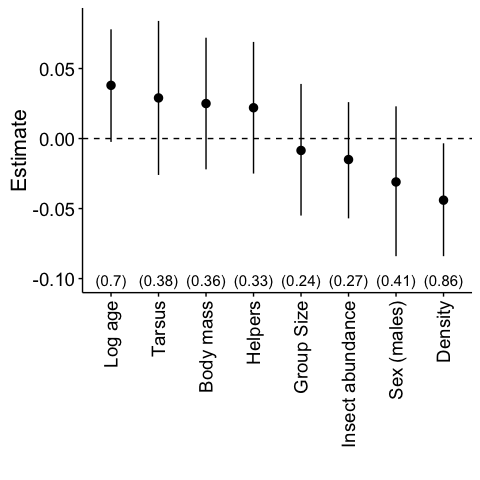 Estimate
0.05
0.00
-0.05
-0.10
(0.7) (0.38) (0.36) (0.33) (0.24) (0.27) (0.41) (0.86)
Log age
Tarsus
Body mass
Helpers
Group Size
Insect abundance
Sex (males)
Density